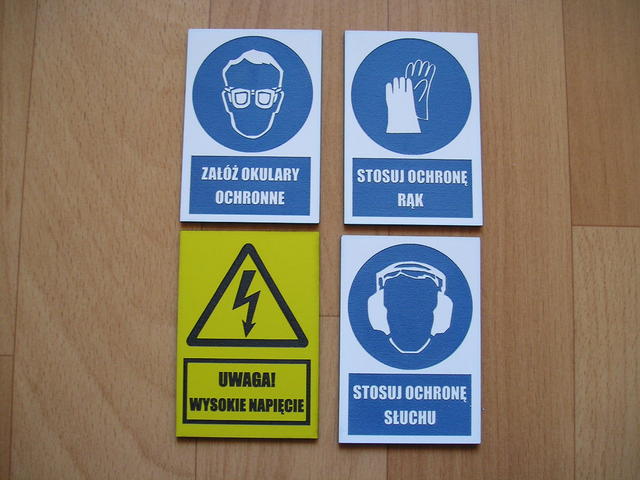 ZAŁÓŻ OKULARY
OCHRONNE
STOSUJ OCHRONĘ
RĄK
UWAGA!
WYSOKIE NAPIĘCIE
STOSUJ OCHRONĘ
SŁUCHU